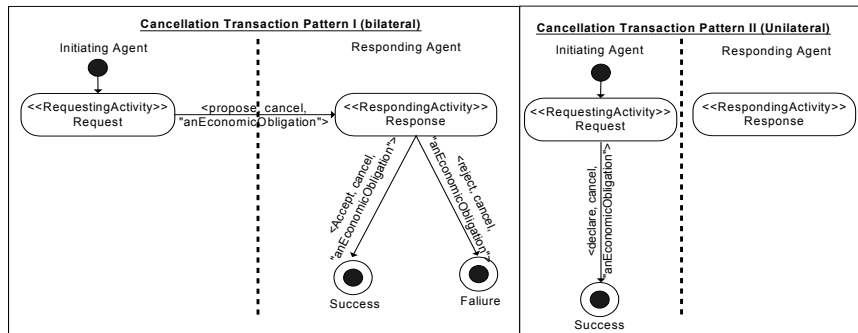 Cancellation Transaction Pattern I (bilateral)
Initiating Agent
Responding Agent
<<RequestingActivity>>
Request
<propose, cancel,
"anEconomicObligation">
<<RespondingActivity>>
Response
<Accept, cancel,
"anEconomicObligation">
<reject, cancel,
"anEconomicObligation">
Success
Faliure
Cancellation Transaction Pattern II (Unilateral)
Initiating Agent
Responding Agent
<<RequestingActivity>>
Request
<<RespondingActivity>>
Response
<declare, cancel,
"anEconomicObligation">
Success